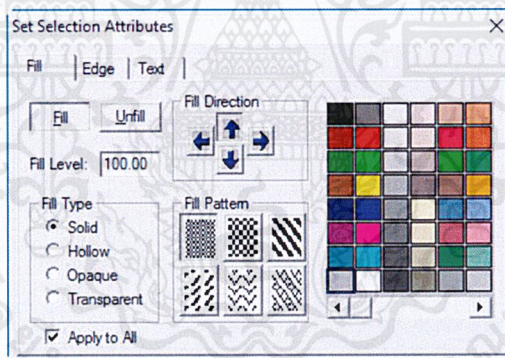 Set Selection Attributes
Fill Edge Text
Fill Unfill
Fill Direction
Fill Level: 100.00
Fill Type
Solid
Hollow
Opaque
Transparent
Fill Pattern
Apply to All